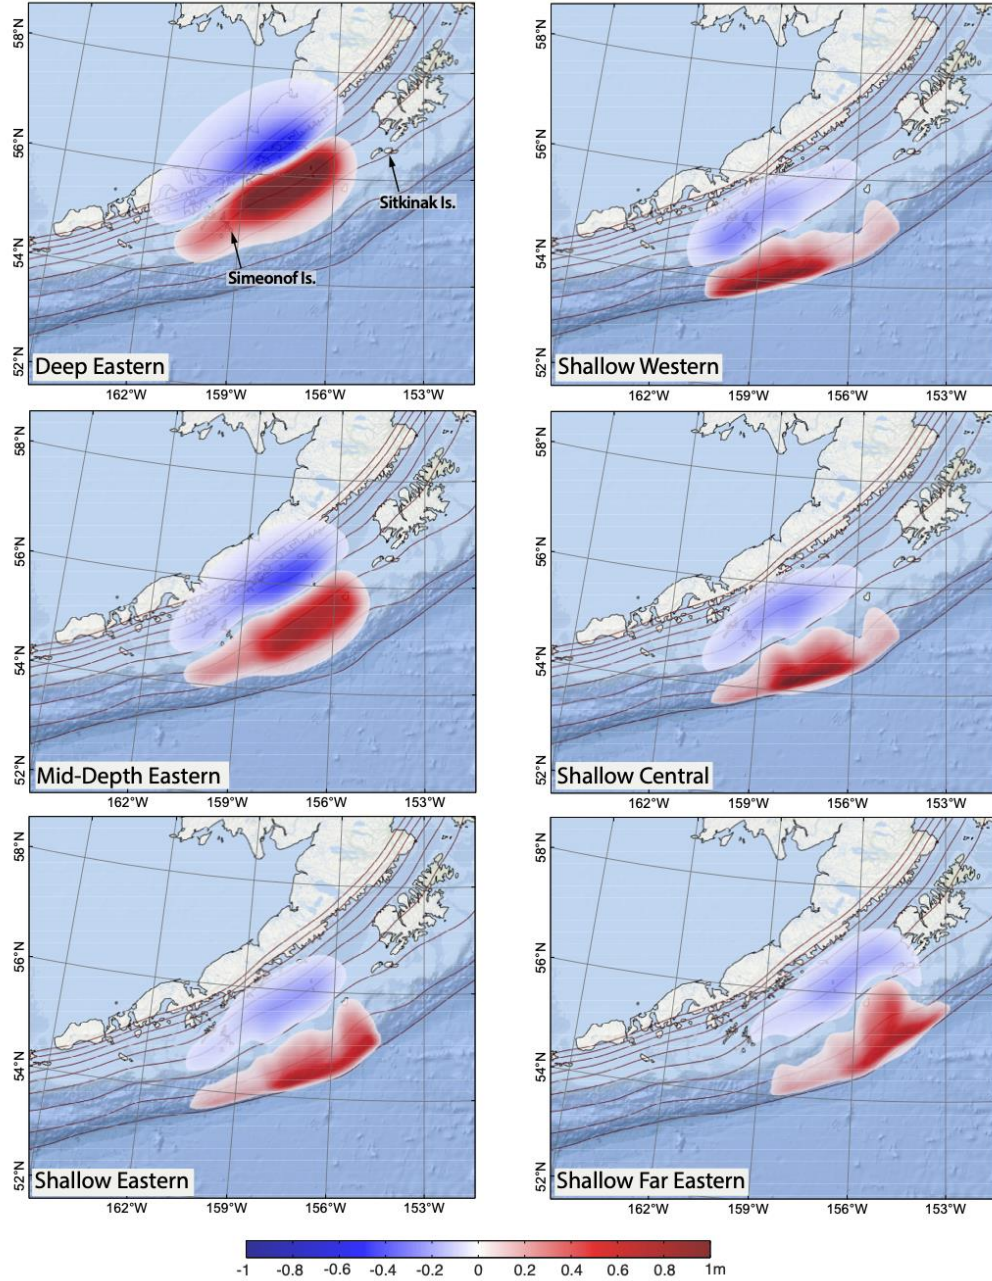 58°N
56°N
54°N
52°N
Sitkinak Is.
Simeonof Is.
Deep Eastern
162°W 159°W 156°W 153°W
58°N
56°N
54°N
52°N
Shallow Western
162°W 159°W 156°W 153°W
58°N
56°N
54°N
52°N
Mid-Depth Eastern
162°W 159°W 156°W 153°W
58°N
56°N
54°N
52°N
Shallow Central
162°W 159°W 156°W 153°W
58°N
56°N
54°N
52°N
Shallow Eastern
162°W 159°W 156°W 153°W
58°N
56°N
54°N
52°N
Shallow Far Eastern
162°W 159°W 156°W 153°W
-1 -0.8 -0.6 -0.4 -0.2 0 0.2 0.4 0.6 0.8 1m